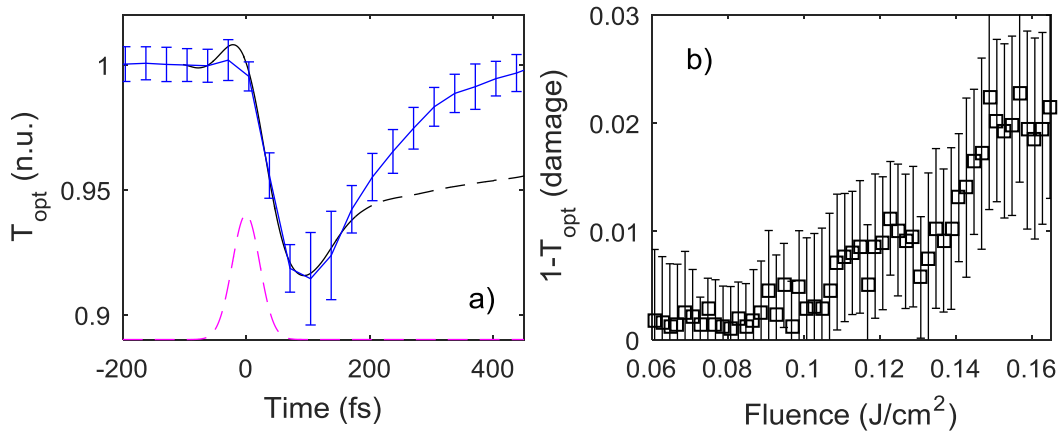 1
0.95
0.9
T_opt (n.u.)
-200 0 200 400
Time (fs)
a)
0.03
0.02
0.01
0
1-T_opt (damage)
0.06 0.08 0.1 0.12 0.14 0.16
Fluence (J/cm²)
b)